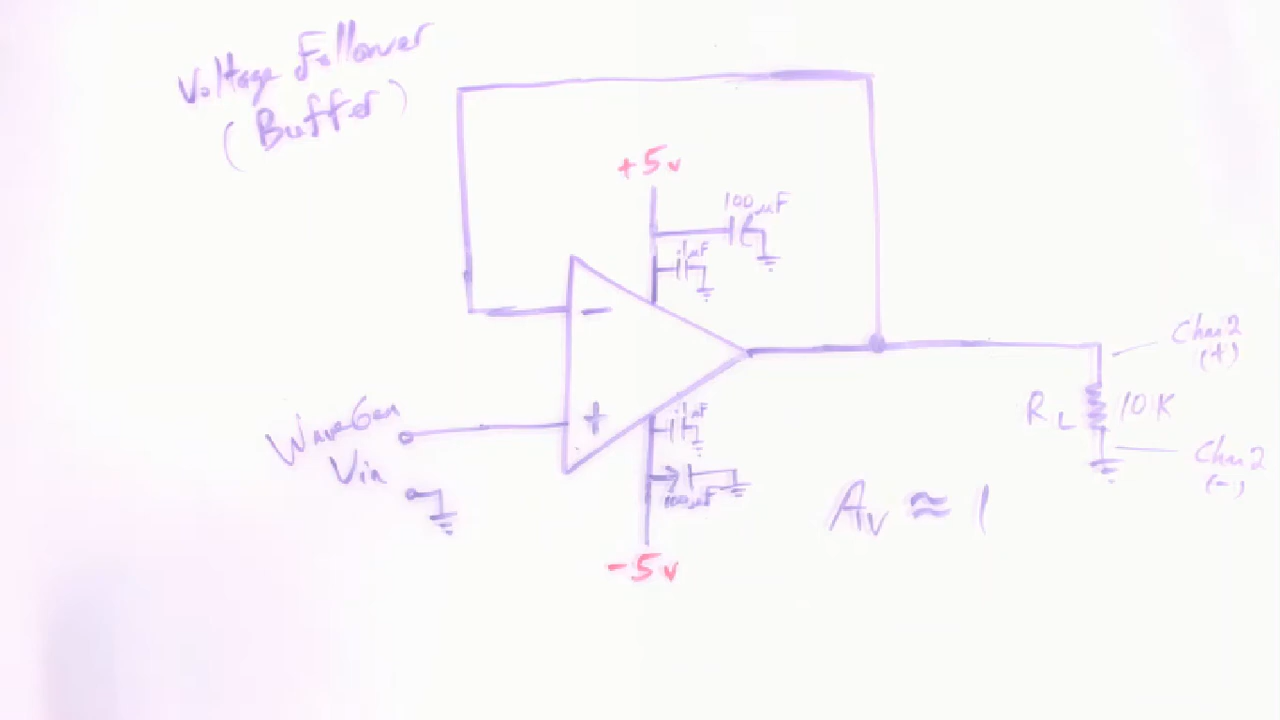 Voltage Follower
(Buffer)
+5v
100µF
.1µF
-
+
WaveGen
Vin
.1µF
100µF
-5v
Chan2
(+)
RL 10K
Chan2
(-)
Av ≈ 1